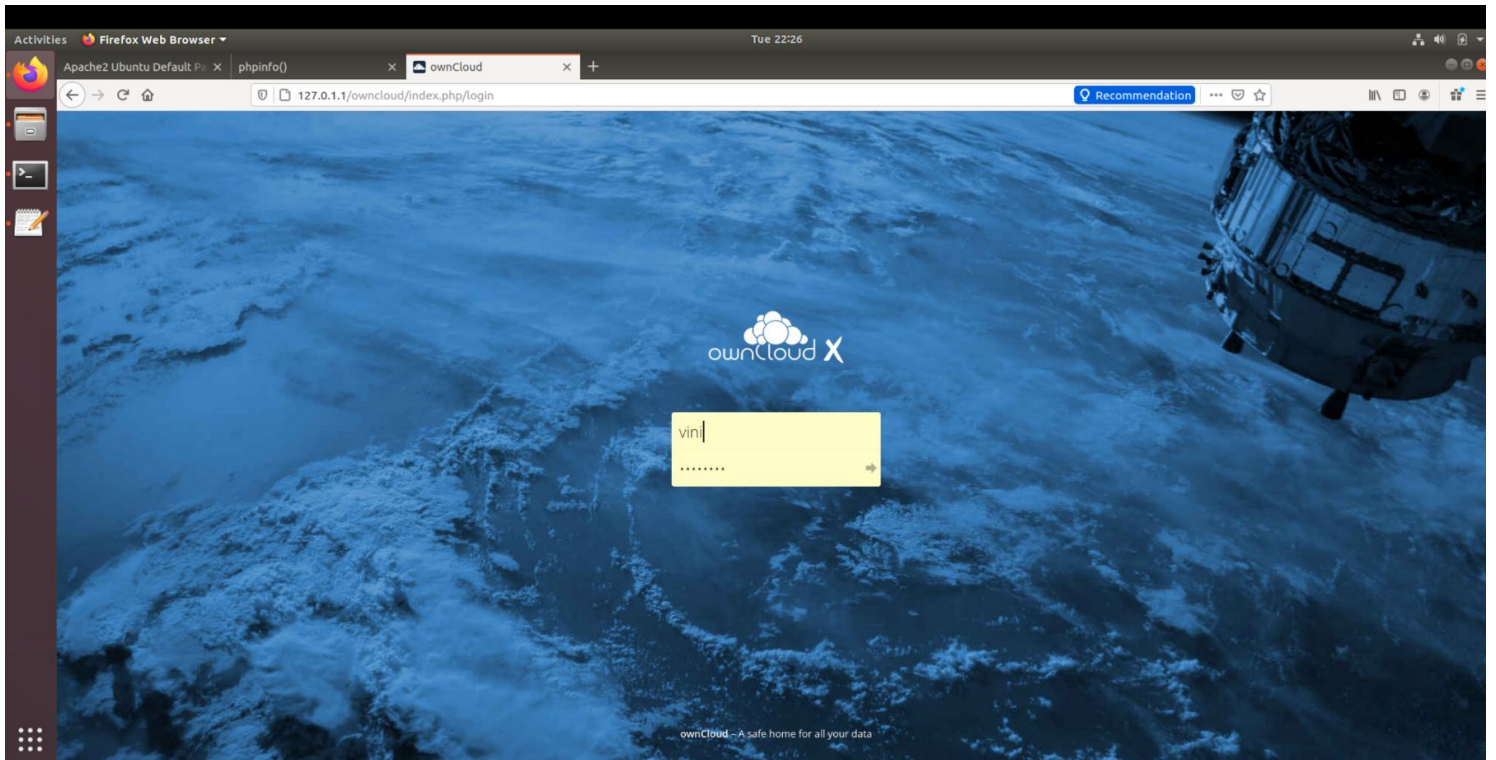 Activities Firefox Web Browser Tue 22:26
Apache2 Ubuntu Default Pa phpinfo() ownCloud
127.0.1.1/owncloud/index.php/login Recommendation
ownCloud X
vini
ownCloud – A safe home for all your data